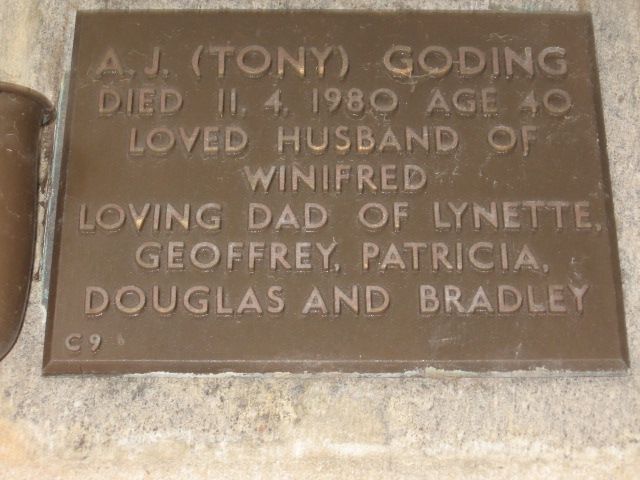 A.J. (TONY) GODING
DIED 11.4.1980 AGE 40
LOVED HUSBAND OF
WINIFRED
LOVING DAD OF LYNETTE,
GEOFFREY, PATRICIA,
DOUGLAS AND BRADLEY
C9